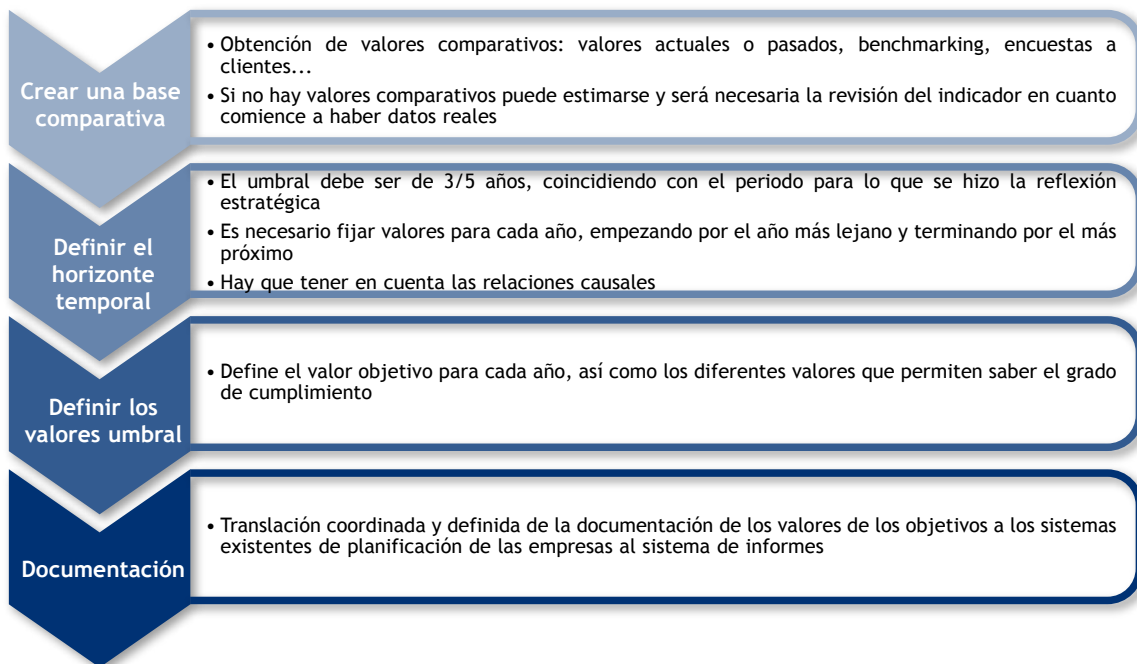 Crear una base
comparativa
• Obtención de valores comparativos: valores actuales o pasados, benchmarking, encuestas a
clientes...
• Si no hay valores comparativos puede estimarse y será necesaria la revisión del indicador en cuanto
comience a haber datos reales
Definir el
horizonte
temporal
• El umbral debe ser de 3/5 años, coincidiendo con el periodo para lo que se hizo la reflexión
estratégica
• Es necesario fijar valores para cada año, empezando por el año más lejano y terminando por el más
próximo
• Hay que tener en cuenta las relaciones causales
Definir los
valores umbral
• Define el valor objetivo para cada año, así como los diferentes valores que permiten saber el grado
de cumplimiento
Documentación
• Translación coordinada y definida de la documentación de los valores de los objetivos a los sistemas
existentes de planificación de las empresas al sistema de informes